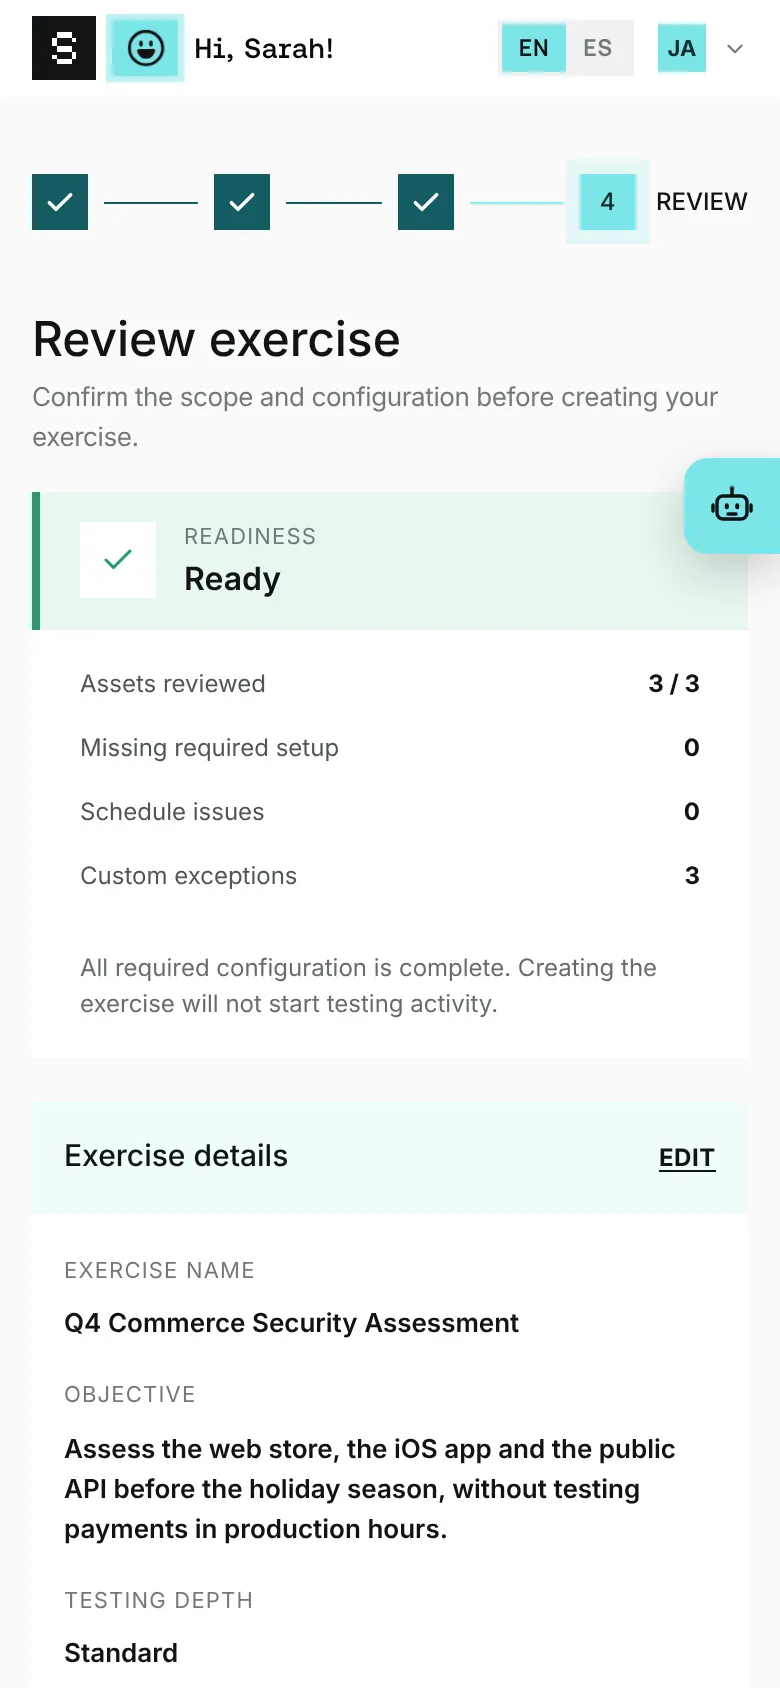 S
Hi, Sarah!
EN ES
JA
4 REVIEW
Review exercise
Confirm the scope and configuration before creating your
exercise.
READINESS
Ready
Assets reviewed 3 / 3
Missing required setup 0
Schedule issues 0
Custom exceptions 3
All required configuration is complete. Creating the
exercise will not start testing activity.
Exercise details EDIT
EXERCISE NAME
Q4 Commerce Security Assessment
OBJECTIVE
Assess the web store, the iOS app and the public
API before the holiday season, without testing
payments in production hours.
TESTING DEPTH
Standard